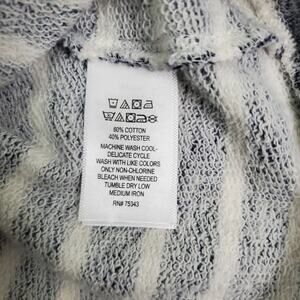 60% COTTON
40% POLYESTER
MACHINE WASH COOL-
DELICATE CYCLE
WASH WITH LIKE COLORS
ONLY NON-CHLORINE
BLEACH WHEN NEEDED
TUMBLE DRY LOW
MEDIUM IRON
RN# 75343